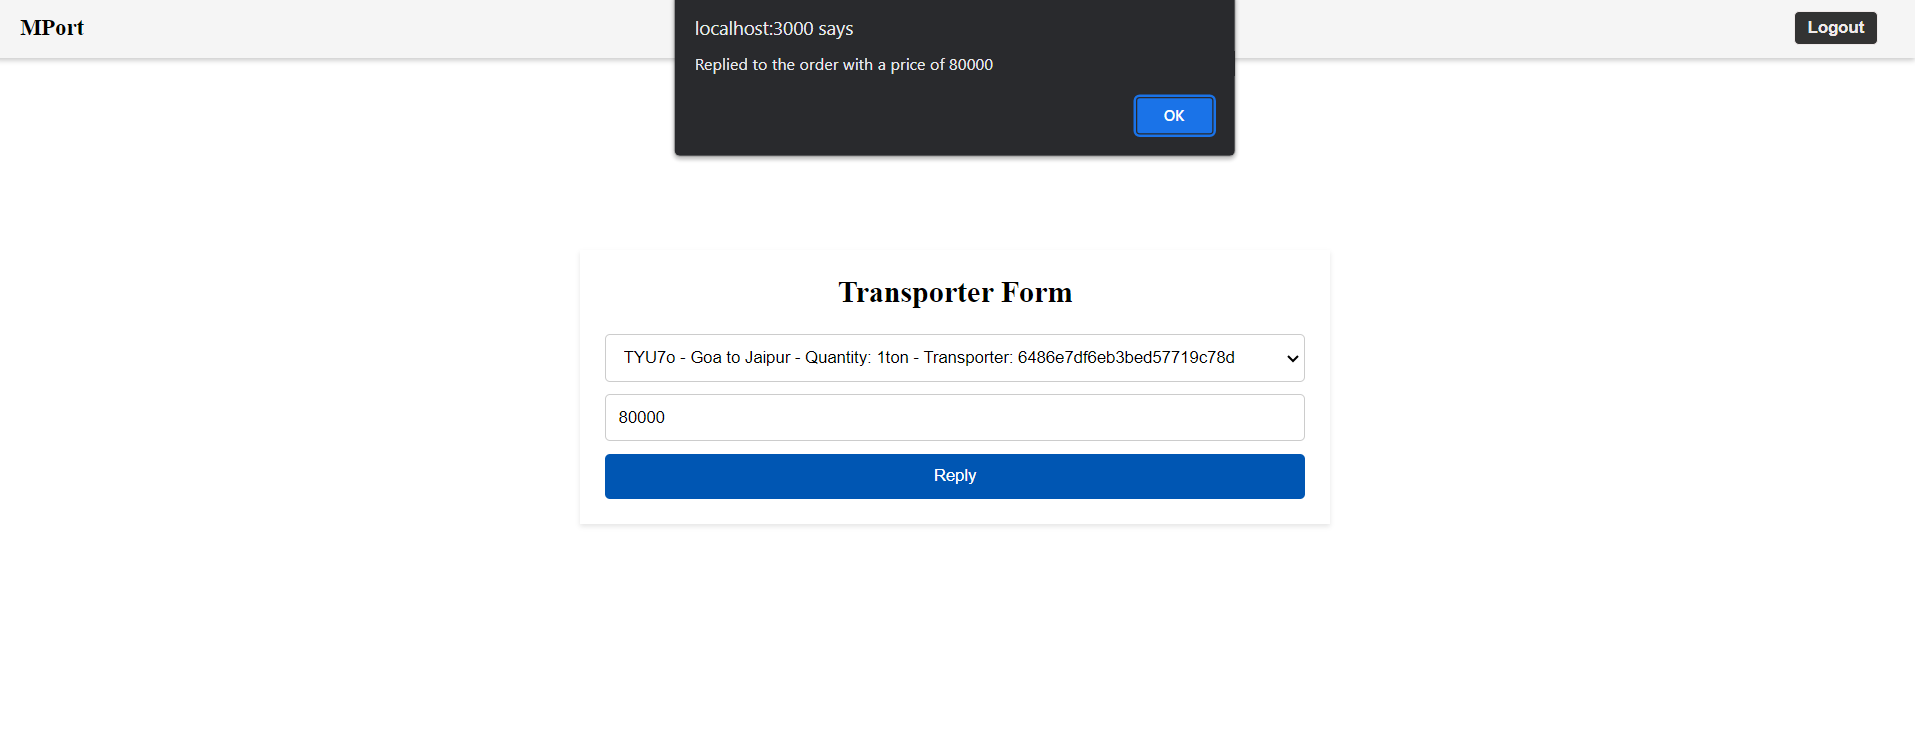 MPort
localhost:3000 says
Replied to the order with a price of 80000
OK
Logout
Transporter Form
TYU7o - Goa to Jaipur - Quantity: 1ton - Transporter: 6486e7df6eb3bed57719c78d
80000
Reply